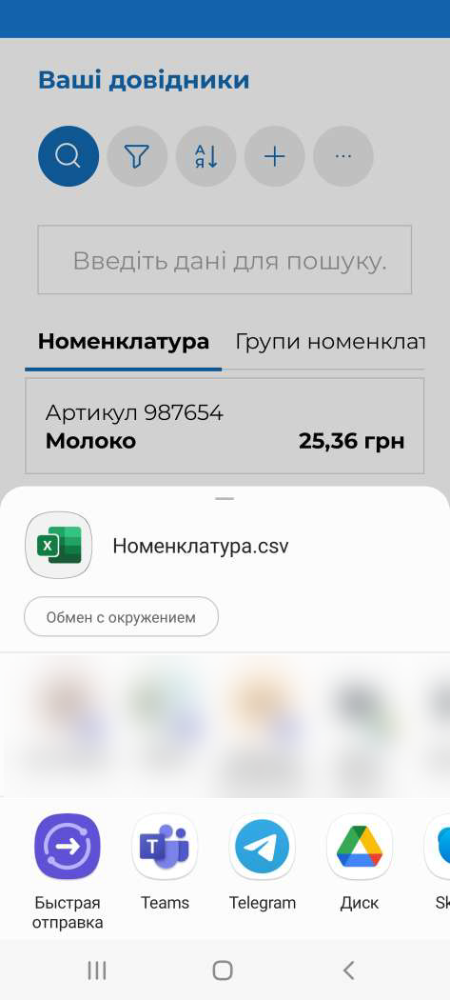 Ваші довідники
А
Я
...
Введіть дані для пошуку.
Номенклатура Групи номенклат
Артикул 987654
Молоко 25,36 грн
X
Номенклатура.csv
Обмен с окружением
T
Быстрая отправка
Teams
Telegram
Диск
Sk